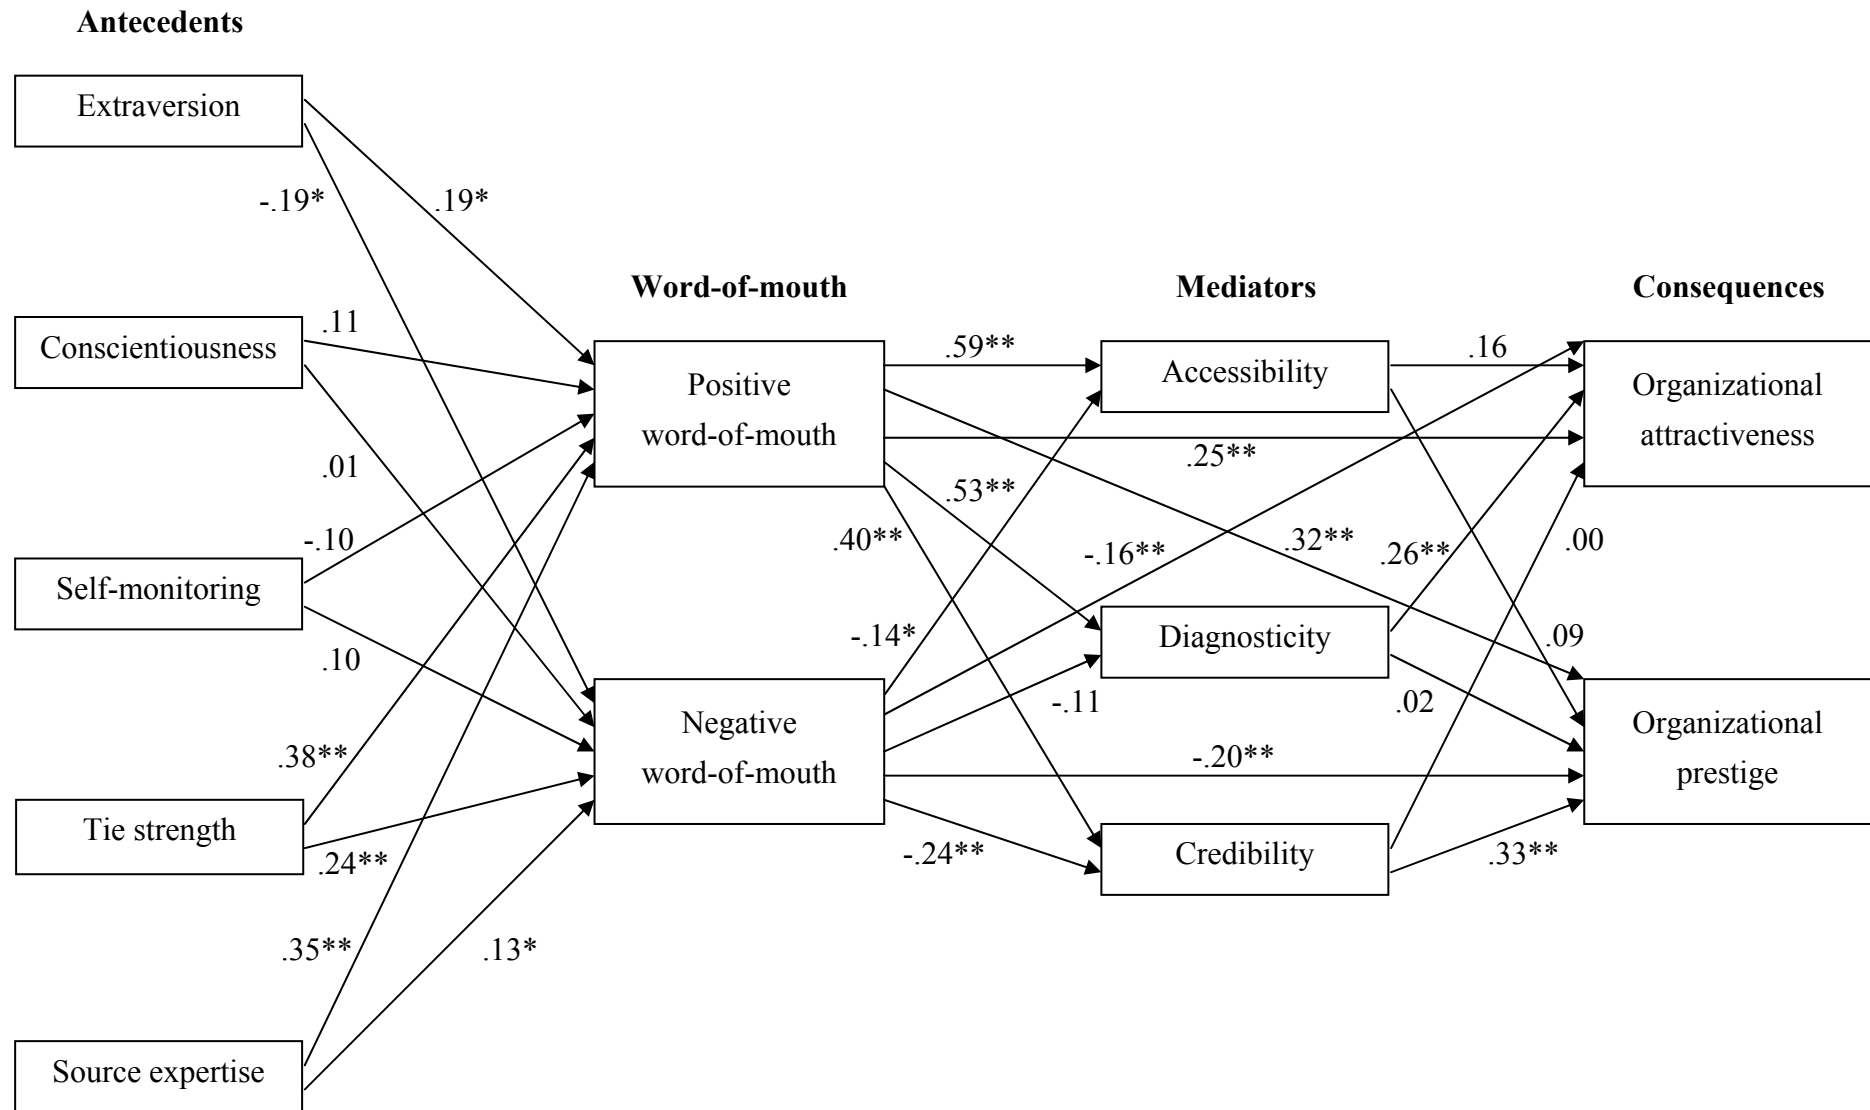 Antecedents
Extraversion
-.19*
.19*
Word-of-mouth
Mediators
Consequences
Conscientiousness
.11
.59**
.16
Positive
word-of-mouth
Accessibility
Organizational
attractiveness
.01
.25**
.53**
-.10
.40**
-.16**
.32**
.26**
.00
Self-monitoring
.10
-.14*
Diagnosticity
.09
-.11
.02
Negative
word-of-mouth
Organizational
prestige
.38**
-.20**
Tie strength
.24**
-.24**
Credibility
.33**
.35**
.13*
Source expertise